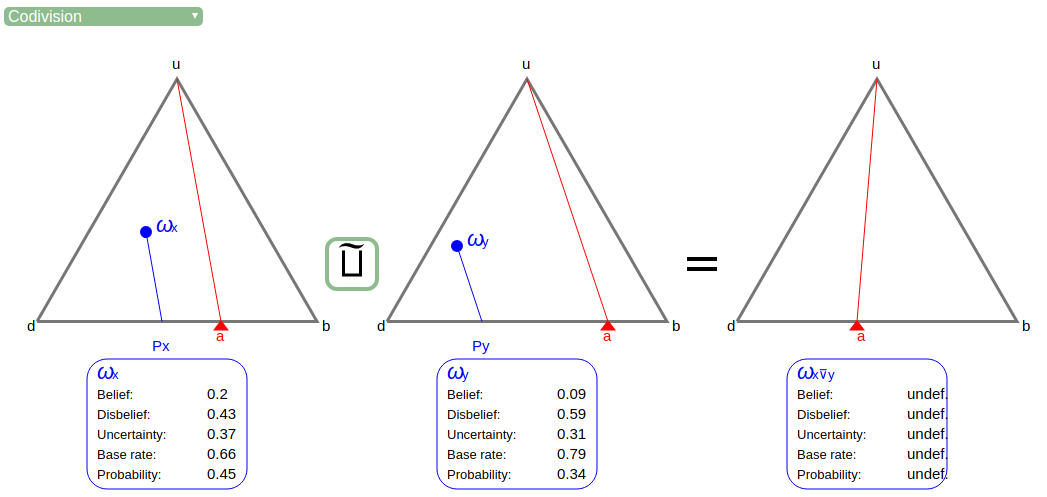 Codivision
u
u
u
ωx
ωy
∐̃
=
d
b
d
b
d
b
a
a
a
Px
Py
ωx
Belief: 0.2
Disbelief: 0.43
Uncertainty: 0.37
Base rate: 0.66
Probability: 0.45
ωy
Belief: 0.09
Disbelief: 0.59
Uncertainty: 0.31
Base rate: 0.79
Probability: 0.34
ωx⊽y
Belief: undef.
Disbelief: undef.
Uncertainty: undef.
Base rate: undef.
Probability: undef.